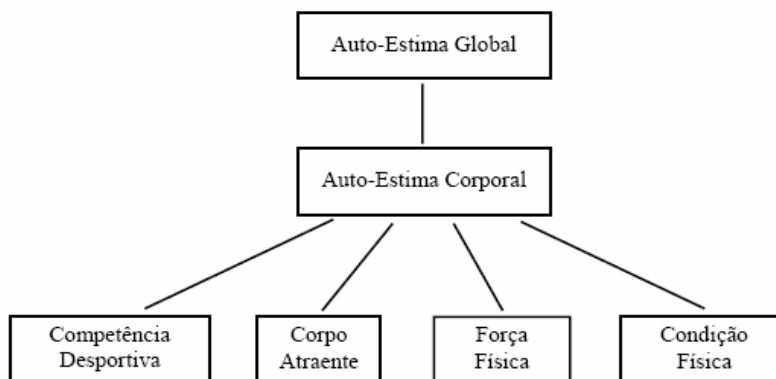 Auto-Estima Global
Auto-Estima Corporal
Competência
Desportiva
Corpo
Atraente
Força
Física
Condição
Física